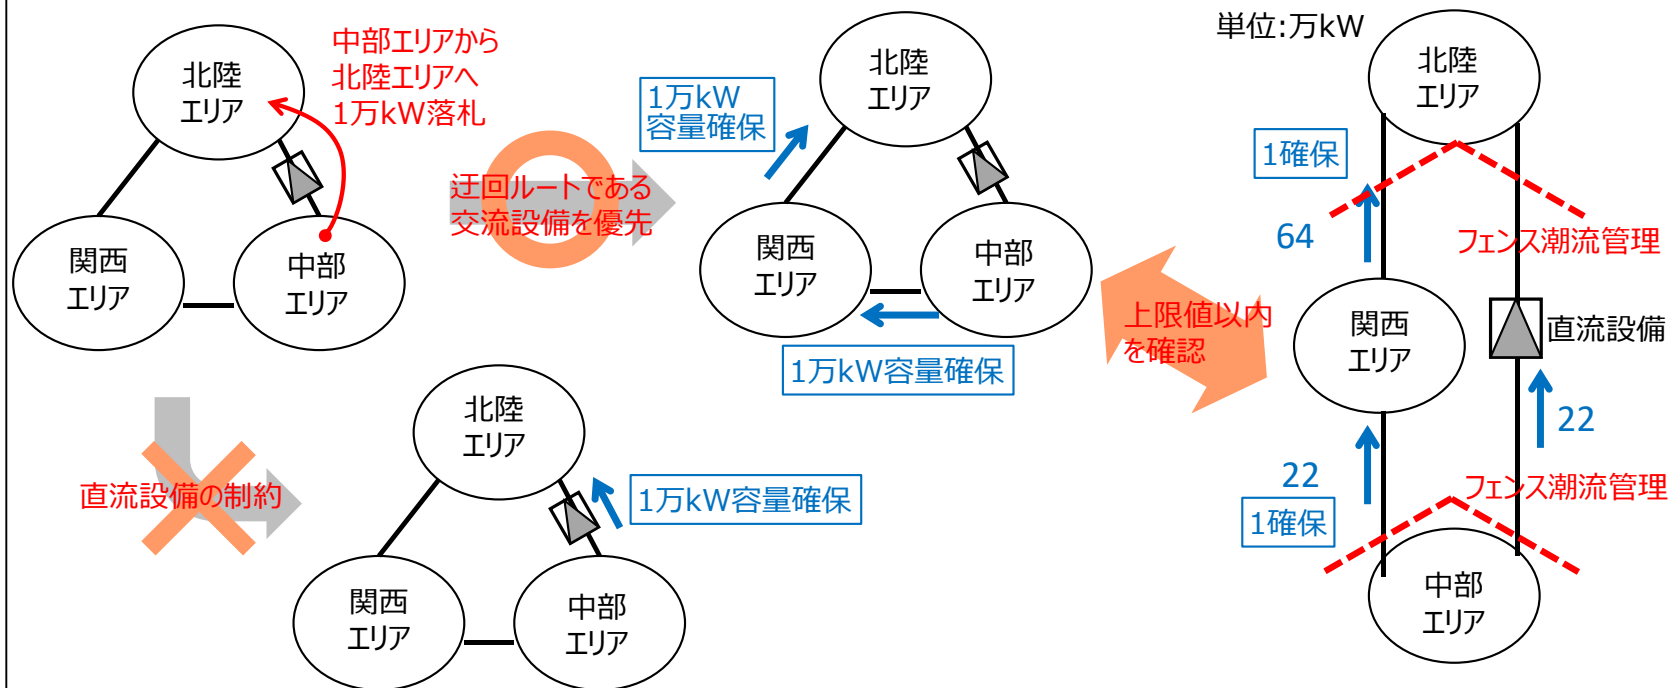 北陸
エリア
中部エリアから
北陸エリアへ
1万kW落札
関西
エリア
中部
エリア
迂回ルートである
交流設備を優先
1万kW
容量確保
北陸
エリア
関西
エリア
中部
エリア
1万kW容量確保
上限値以内
を確認
直流設備の制約
北陸
エリア
1万kW容量確保
関西
エリア
中部
エリア
単位:万kW
北陸
エリア
1確保
64
フェンス潮流管理
関西
エリア
直流設備
22
22
1確保
フェンス潮流管理
中部
エリア